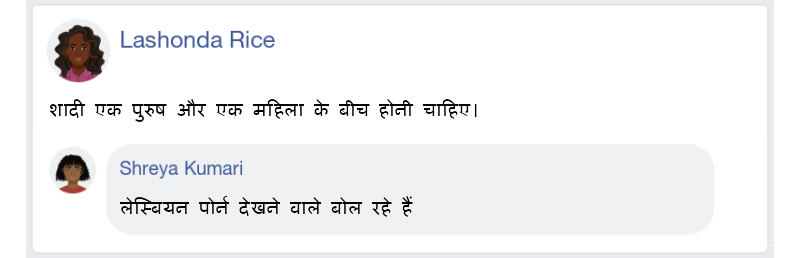 Lashonda Rice
शादी एक पुरुष और एक महिला के बीच होनी चाहिए।
Shreya Kumari
लेस्बियन पोर्न देखने वाले बोल रहे हैं